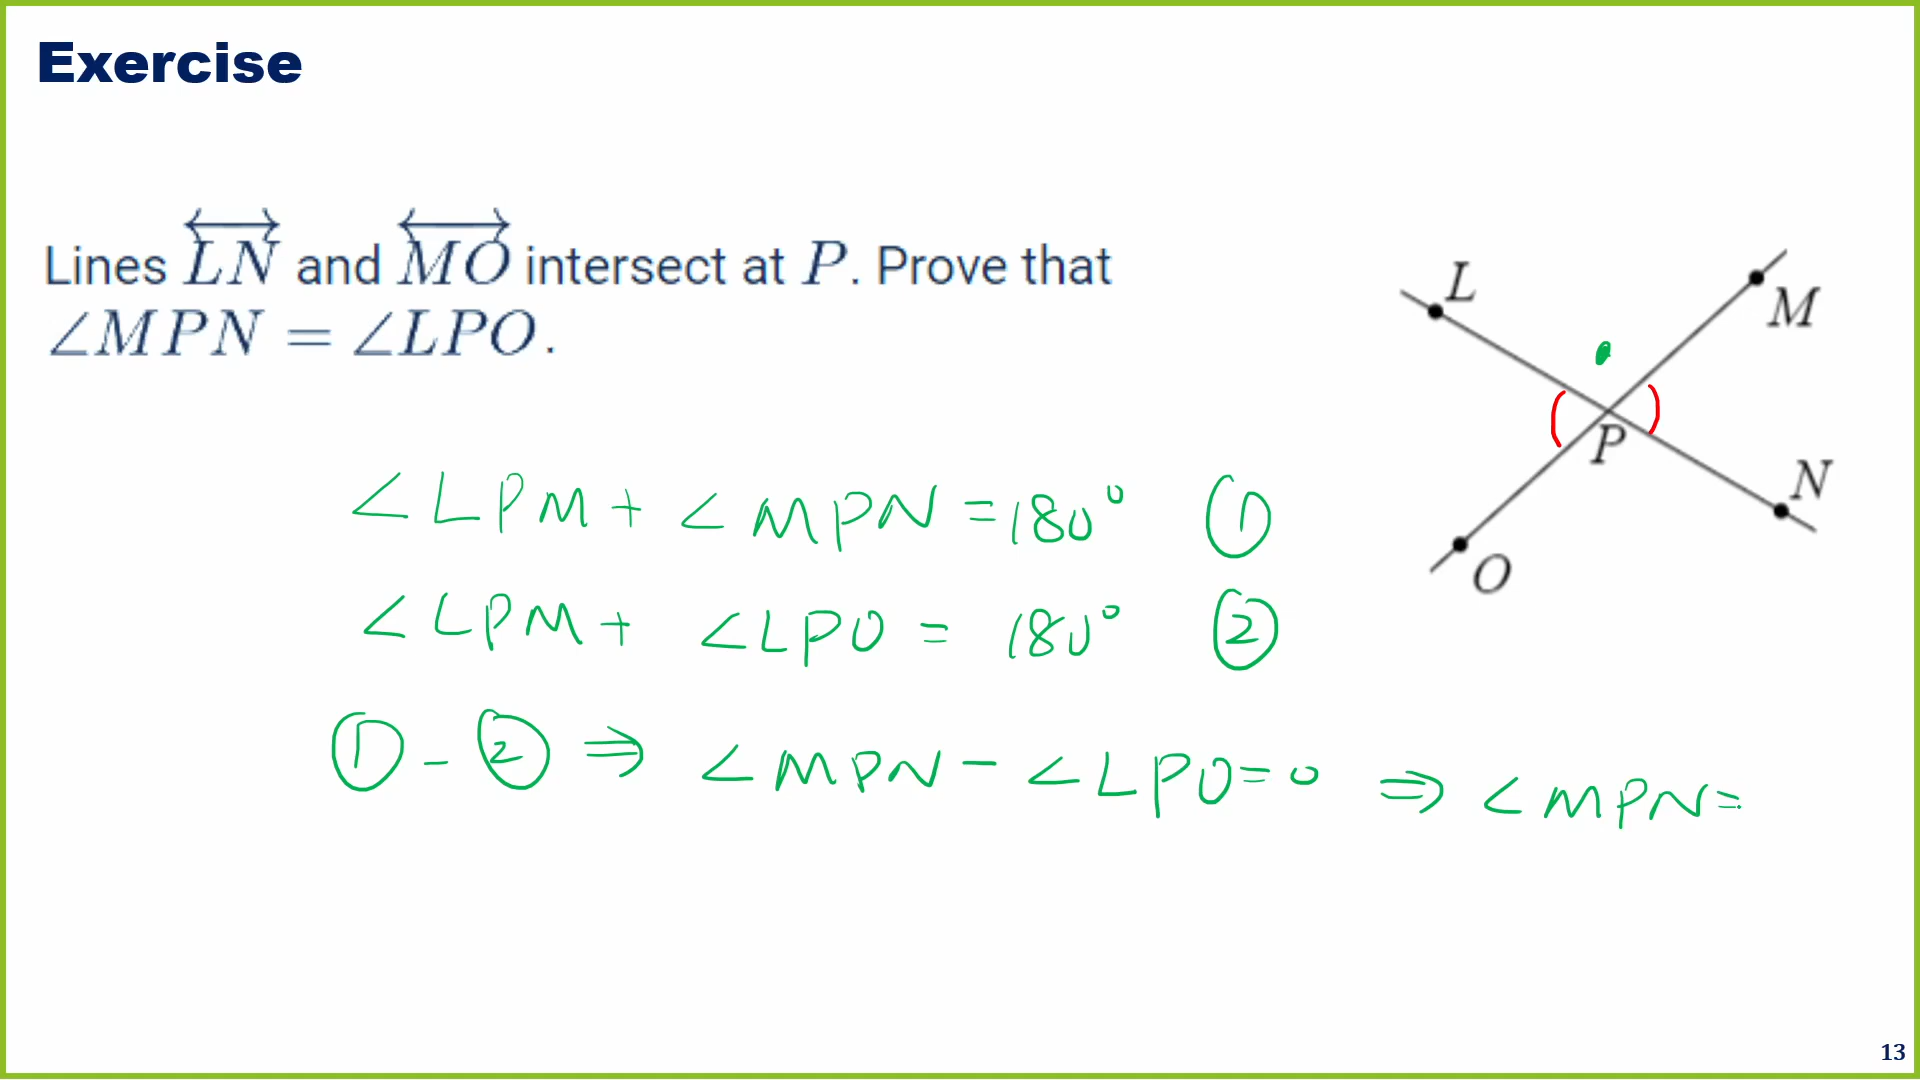 Exercise
Lines LN and MO intersect at P. Prove that
∠MPN = ∠LPO.
L
M
P
N
O
∠LPM + ∠MPN = 180° ①
∠LPM + ∠LPO = 180° ②
① - ② ⇒ ∠MPN - ∠LPO = 0 ⇒ ∠MPN =
13